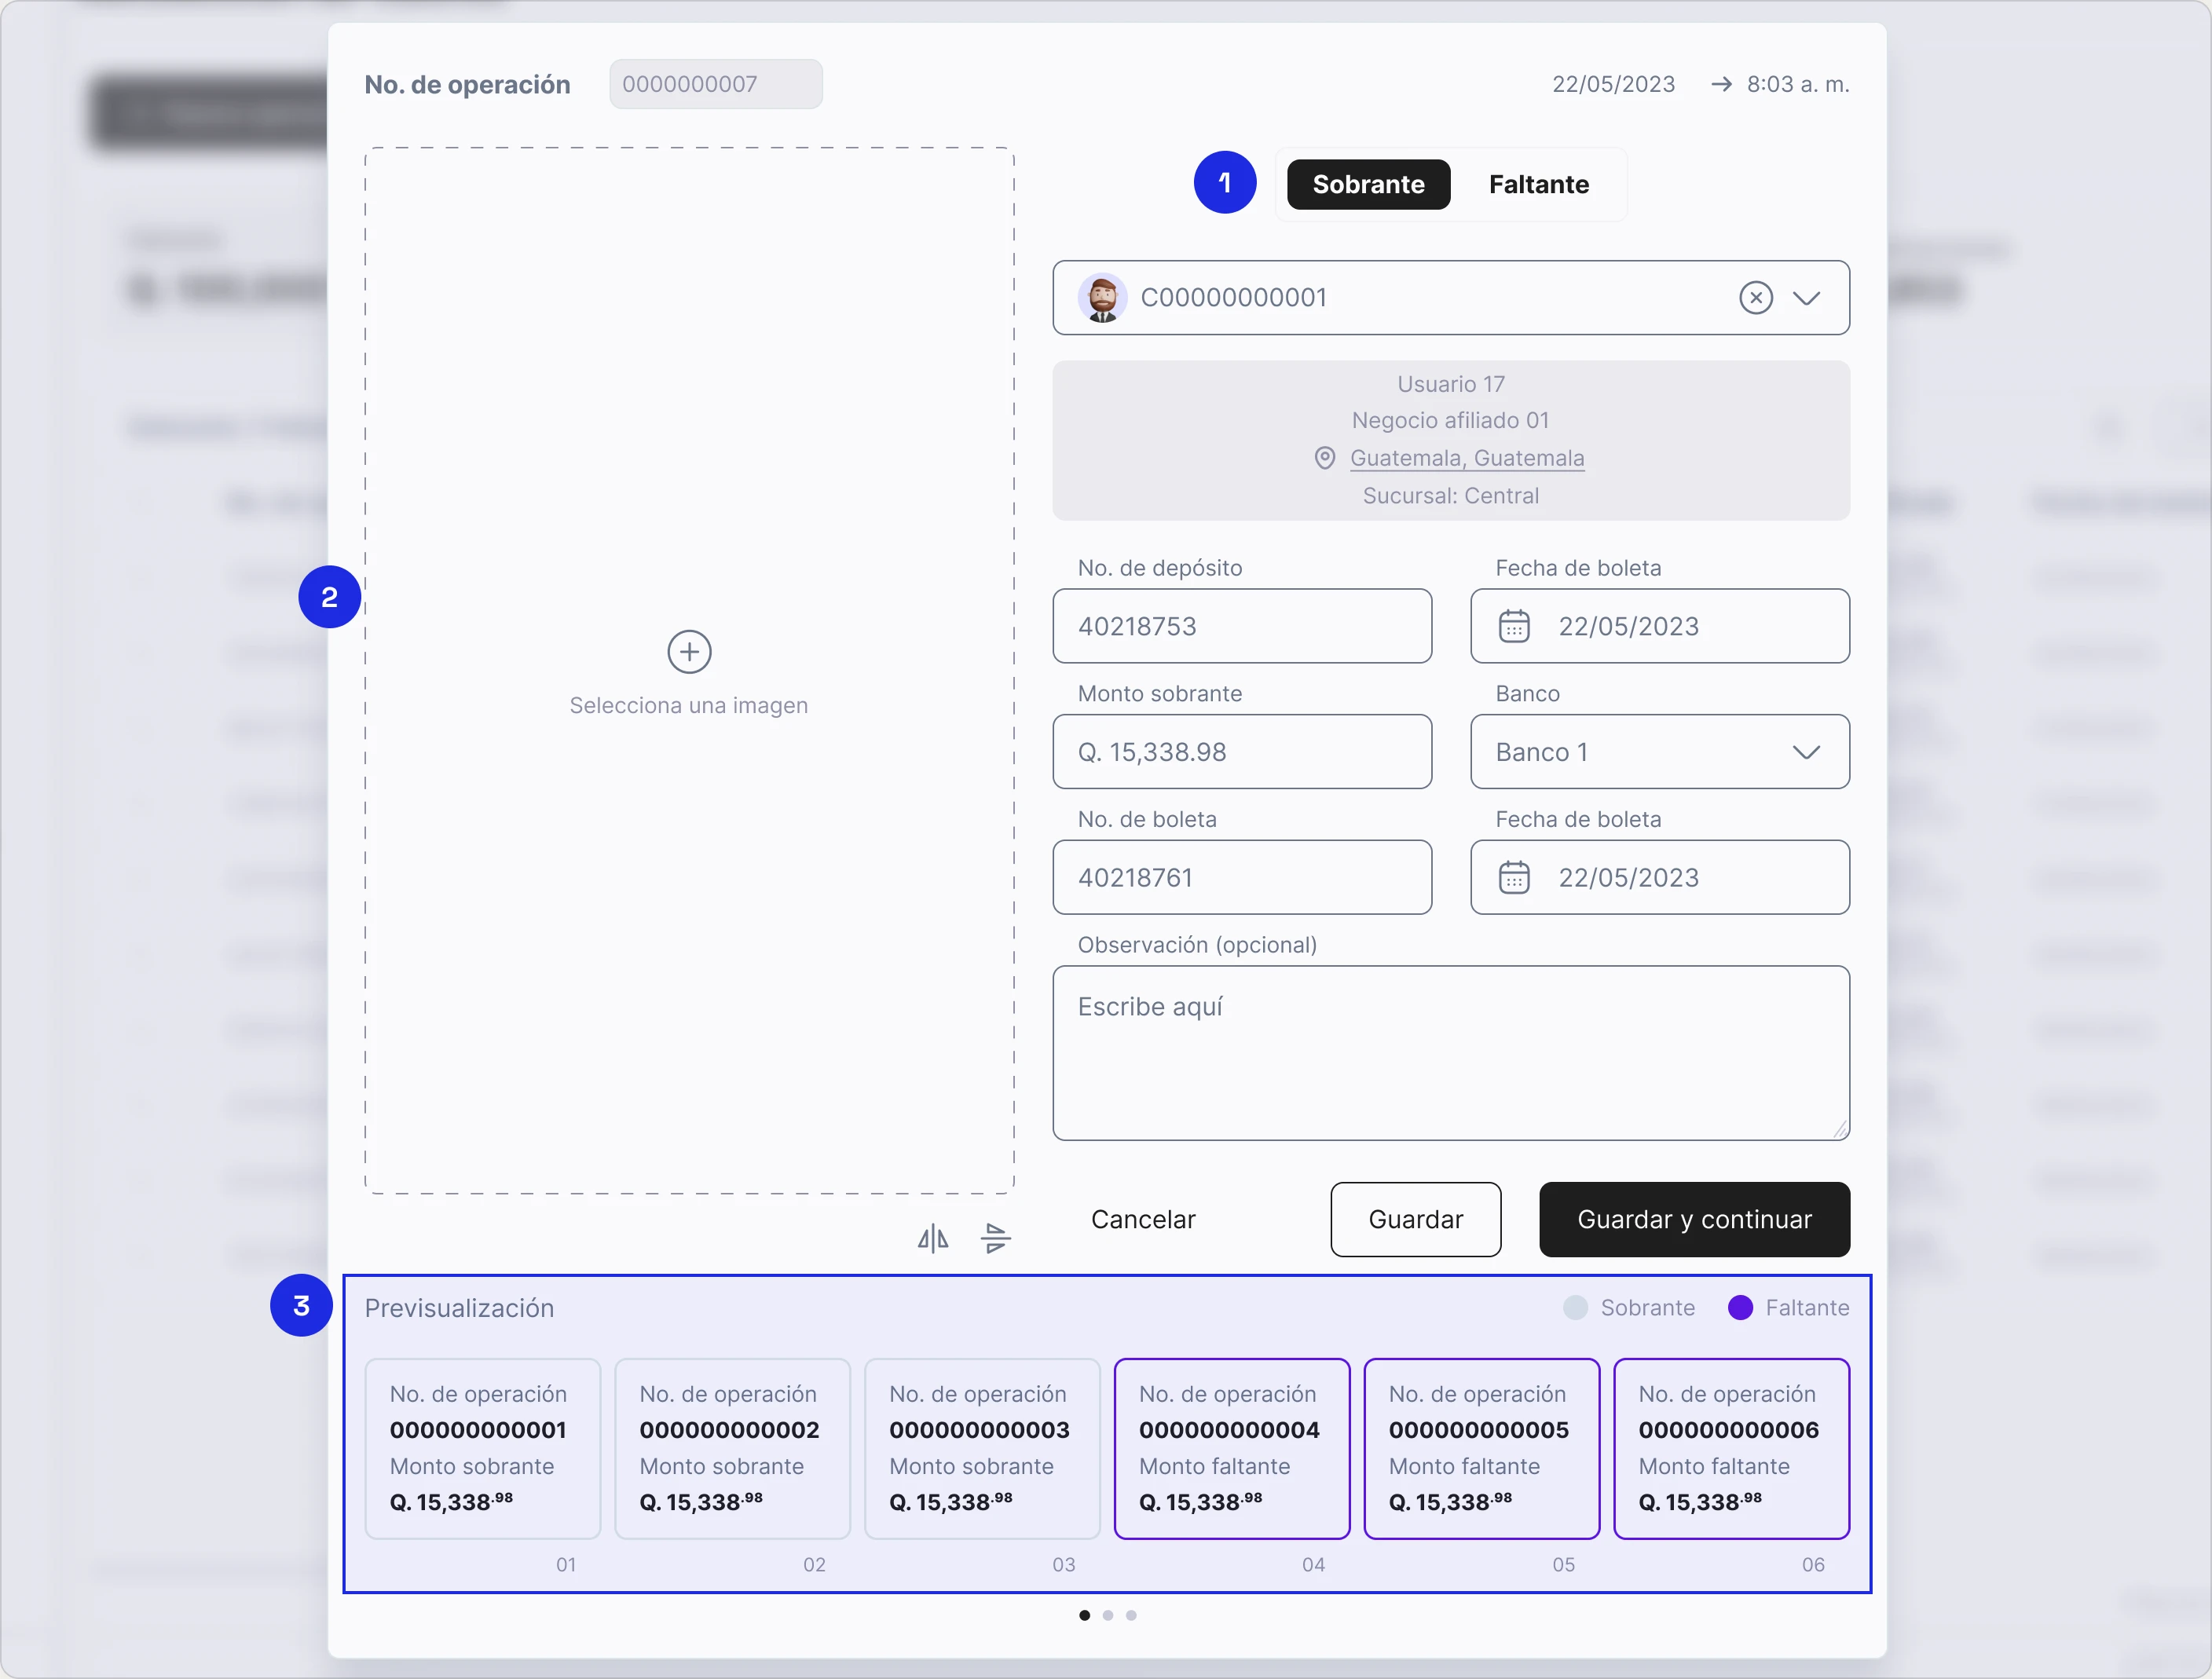 No. de operación 0000000007 22/05/2023 → 8:03 a. m.
1 Sobrante Faltante
C00000000001
Usuario 17
Negocio afiliado 01
Guatemala, Guatemala
Sucursal: Central
2
Selecciona una imagen
No. de depósito Fecha de boleta
40218753 22/05/2023
Monto sobrante Banco
Q. 15,338.98 Banco 1
No. de boleta Fecha de boleta
40218761 22/05/2023
Observación (opcional)
Escribe aquí
Cancelar Guardar Guardar y continuar
3
Previsualización Sobrante Faltante
No. de operación No. de operación No. de operación No. de operación No. de operación No. de operación
000000000001 000000000002 000000000003 000000000004 000000000005 000000000006
Monto sobrante Monto sobrante Monto sobrante Monto faltante Monto faltante Monto faltante
Q. 15,338.98 Q. 15,338.98 Q. 15,338.98 Q. 15,338.98 Q. 15,338.98 Q. 15,338.98
01 02 03 04 05 06